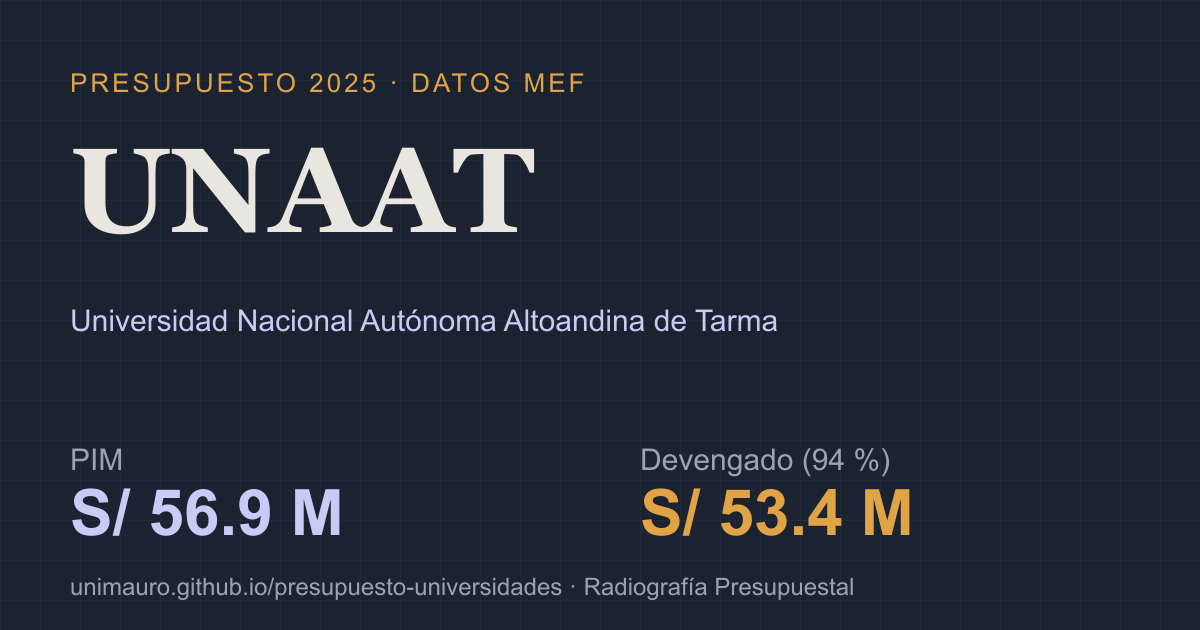 PRESUPUESTO 2025 · DATOS MEF
UNAAT
Universidad Nacional Autónoma Altoandina de Tarma
PIM
S/ 56.9 M
Devengado (94 %)
S/ 53.4 M
unimauro.github.io/presupuesto-universidades · Radiografía Presupuestal